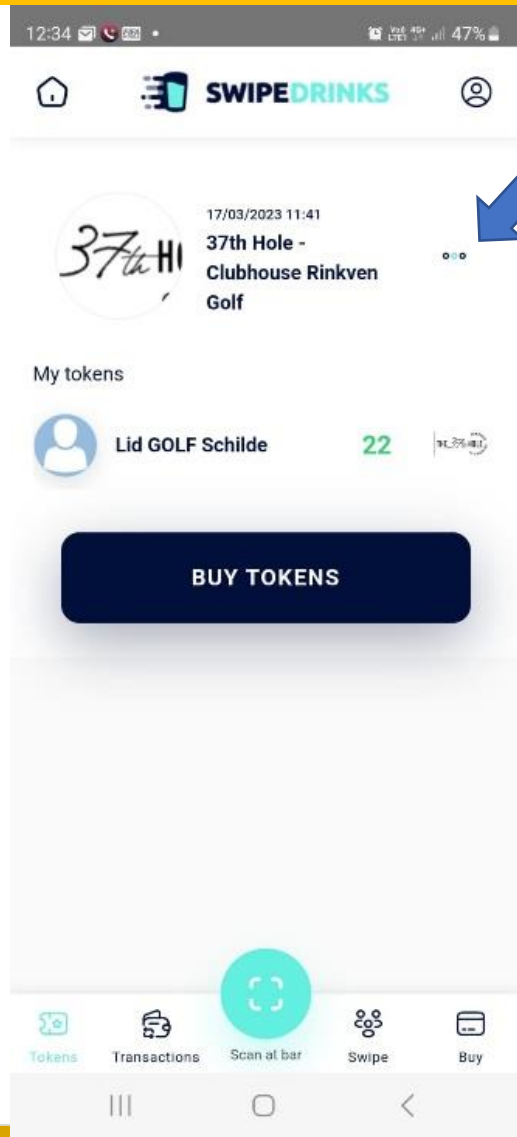 12:34
47%
SWIPEDRINKS
17/03/2023 11:41
37th Hole -
Clubhouse Rinkven
Golf
37th H
My tokens
Lid GOLF Schilde 22
BUY TOKENS
Tokens Transactions Scan at bar Swipe Buy